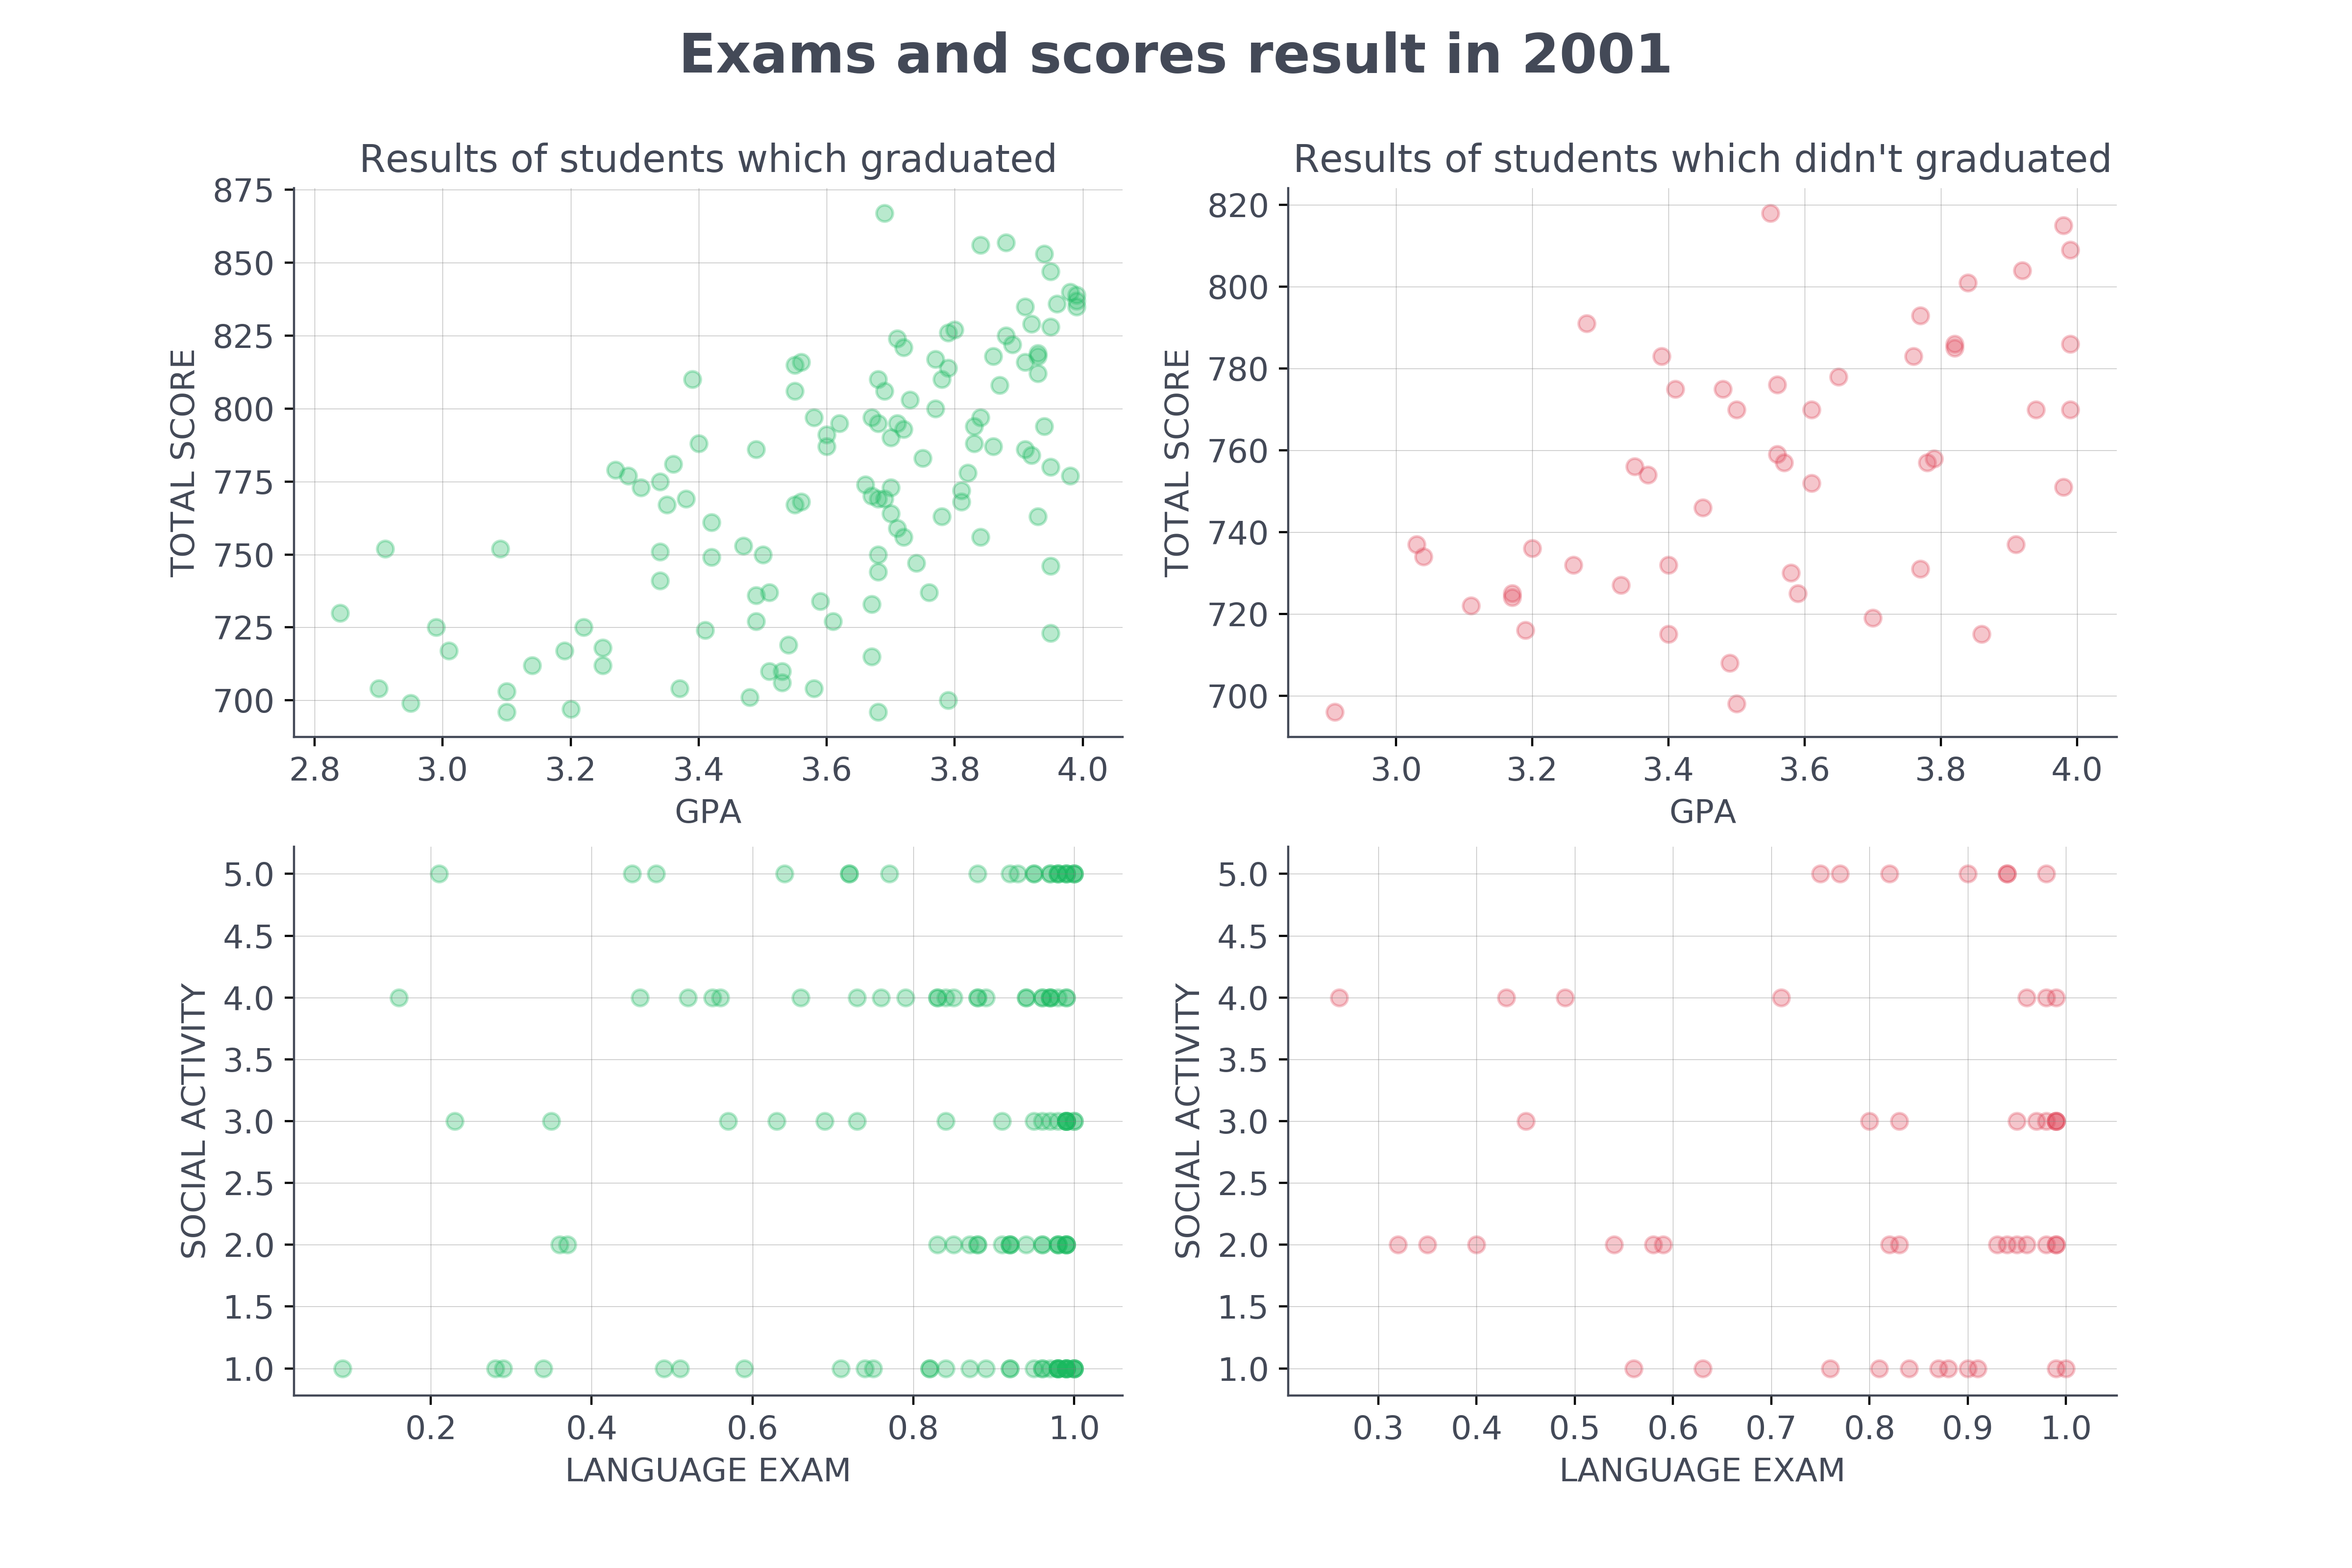 Exams and scores result in 2001
Results of students which graduated
875
850
825
800
775
750
725
700
TOTAL SCORE
2.8 3.0 3.2 3.4 3.6 3.8 4.0
GPA
Results of students which didn't graduated
820
800
780
760
740
720
700
TOTAL SCORE
3.0 3.2 3.4 3.6 3.8 4.0
GPA
5.0
4.5
4.0
3.5
3.0
2.5
2.0
1.5
1.0
SOCIAL ACTIVITY
0.2 0.4 0.6 0.8 1.0
LANGUAGE EXAM
5.0
4.5
4.0
3.5
3.0
2.5
2.0
1.5
1.0
SOCIAL ACTIVITY
0.3 0.4 0.5 0.6 0.7 0.8 0.9 1.0
LANGUAGE EXAM